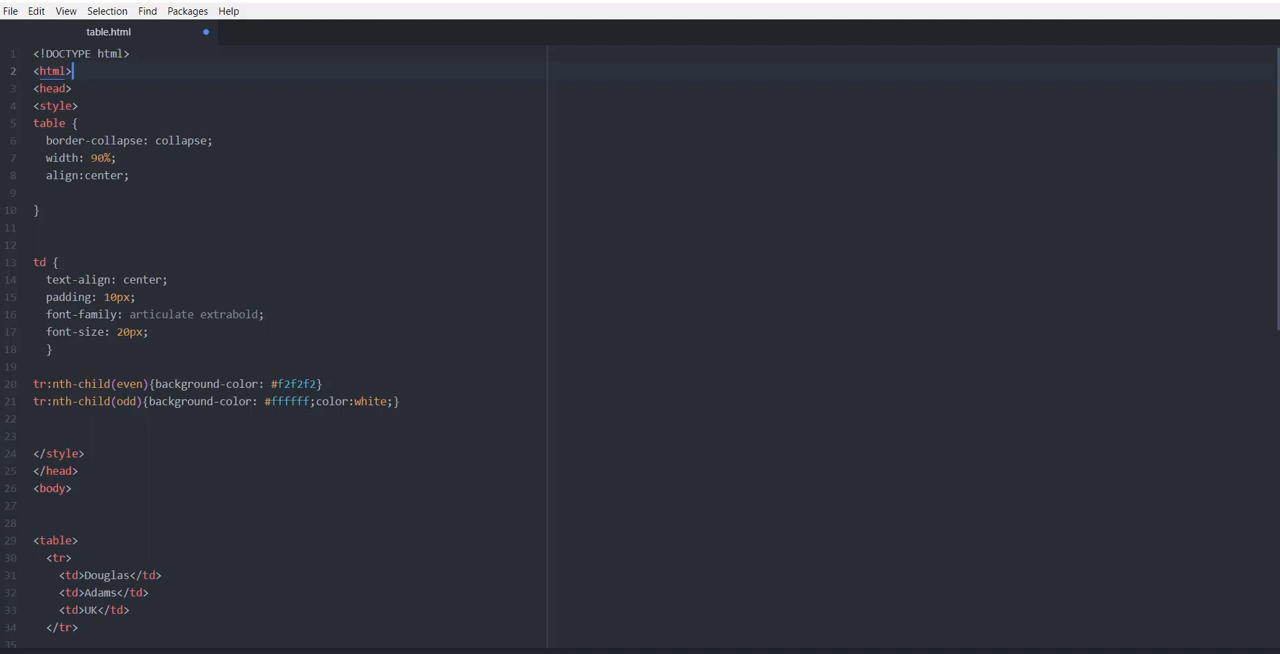 File Edit View Selection Find Packages Help
table.html
1 <!DOCTYPE html>
2 <html>
3 <head>
4 <style>
5 table {
6 border-collapse: collapse;
7 width: 90%;
8 align:center;
9
10 }
11
12
13 td {
14 text-align: center;
15 padding: 10px;
16 font-family: articulate extrabold;
17 font-size: 20px;
18 }
19
20 tr:nth-child(even){background-color: #f2f2f2}
21 tr:nth-child(odd){background-color: #ffffff;color:white;}
22
23
24 </style>
25 </head>
26 <body>
27
28
29 <table>
30 <tr>
31 <td>Douglas</td>
32 <td>Adams</td>
33 <td>UK</td>
34 </tr>
35